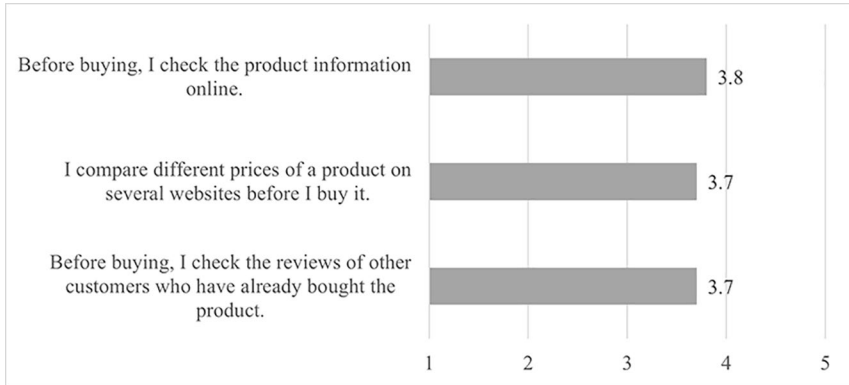 Before buying, I check the product information
online.
3.8
I compare different prices of a product on
several websites before I buy it.
3.7
Before buying, I check the reviews of other
customers who have already bought the
product.
3.7
1 2 3 4 5